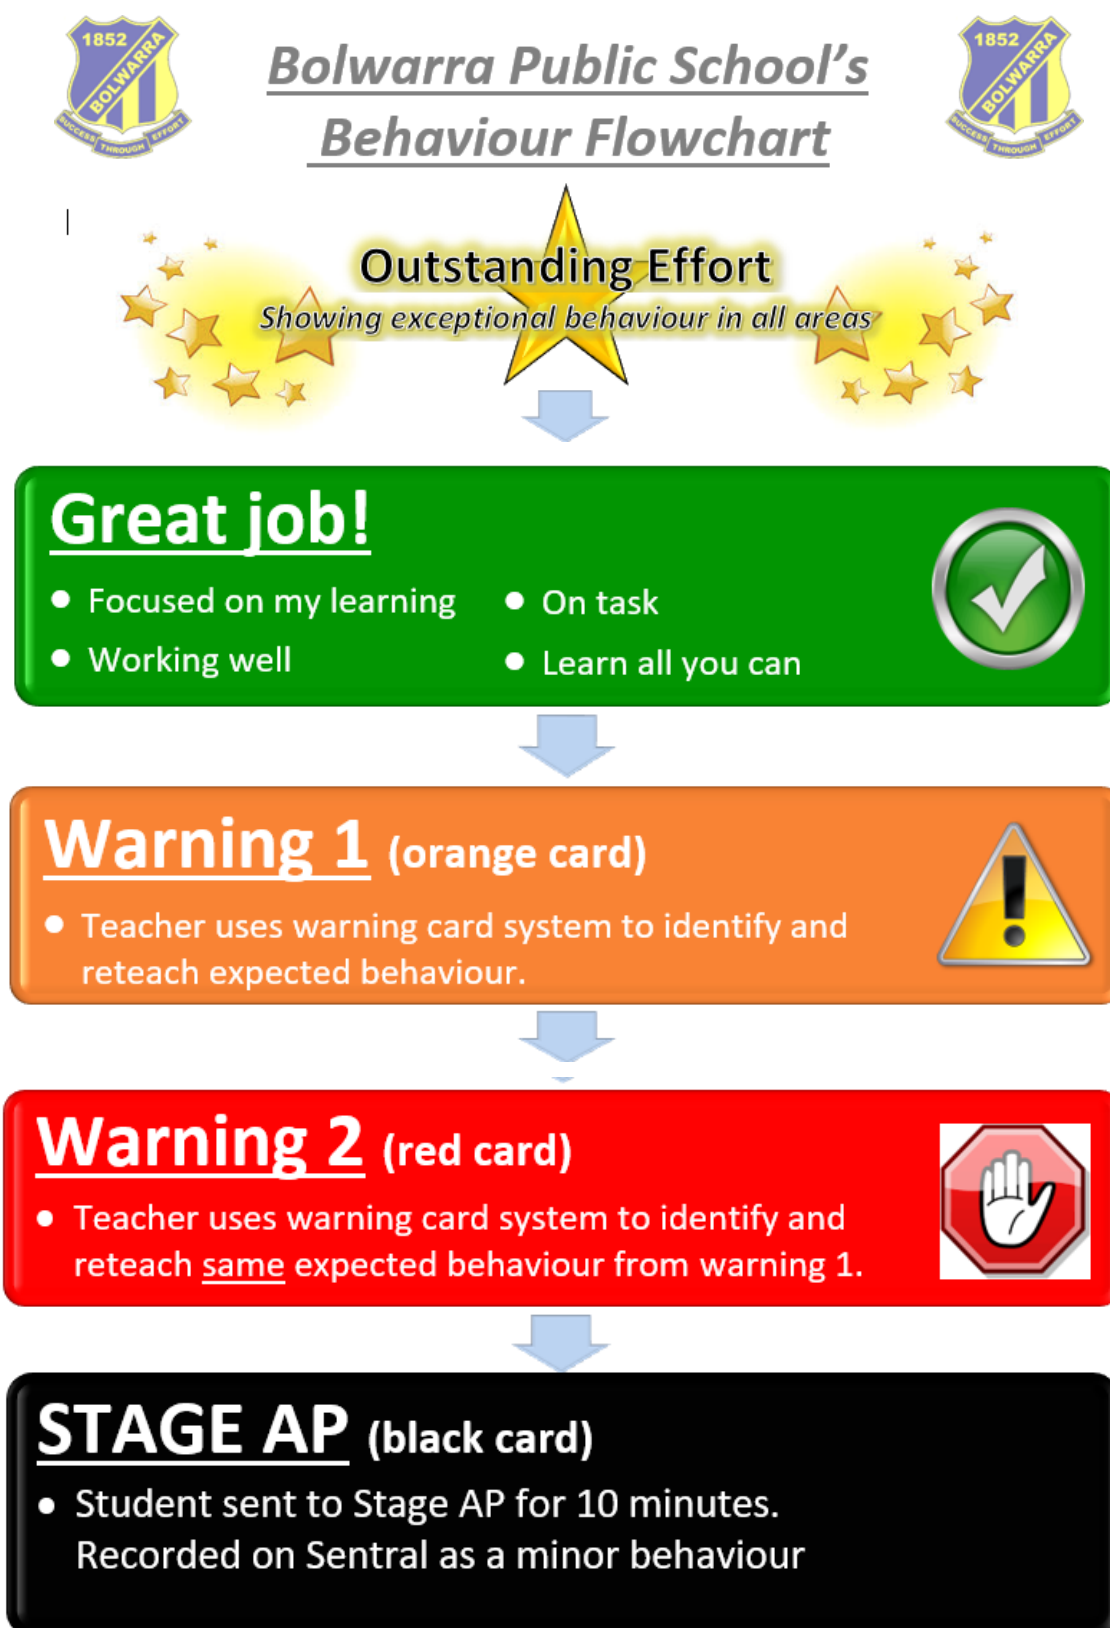 1852
BOLWARRA
SUCCESS THROUGH EFFORT
Bolwarra Public School's
Behaviour Flowchart
1852
BOLWARRA
SUCCESS THROUGH EFFORT
Outstanding Effort
Showing exceptional behaviour in all areas
Great job!
● Focused on my learning ● On task
● Working well ● Learn all you can
Warning 1 (orange card)
● Teacher uses warning card system to identify and
reteach expected behaviour.
Warning 2 (red card)
● Teacher uses warning card system to identify and
reteach same expected behaviour from warning 1.
STAGE AP (black card)
● Student sent to Stage AP for 10 minutes.
Recorded on Sentral as a minor behaviour